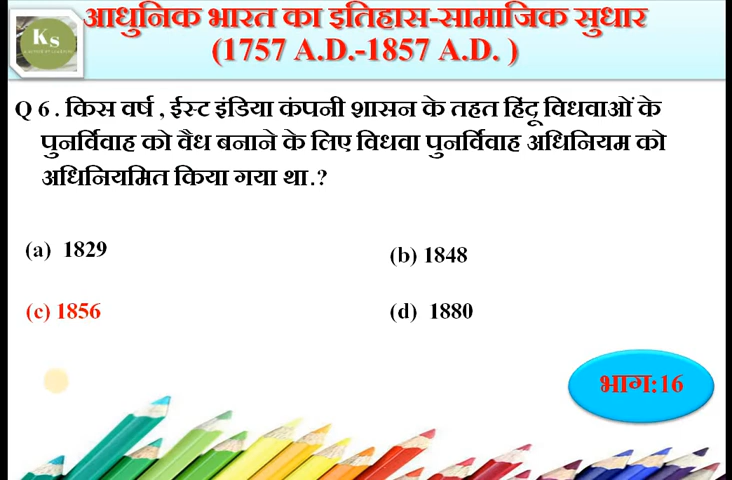 आधुनिक भारत का इतिहास-सामाजिक सुधार
Ks
(1757 A.D.-1857 A.D. )
Q 6 . किस वर्ष , ईस्ट इंडिया कंपनी शासन के तहत हिंदू विधवाओं के
पुनर्विवाह को वैध बनाने के लिए विधवा पुनर्विवाह अधिनियम को
अधिनियमित किया गया था.?
(a) 1829
(b) 1848
(c) 1856
(d) 1880
भाग:16